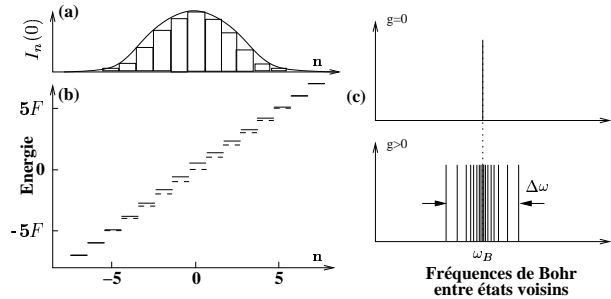 (a)
I_n(0)
n
(b)
Energie
5F
0
-5F
n
−5
0
5
(c)
g=0
g>0
Δω
ω_B
Fréquences de Bohr
entre états voisins